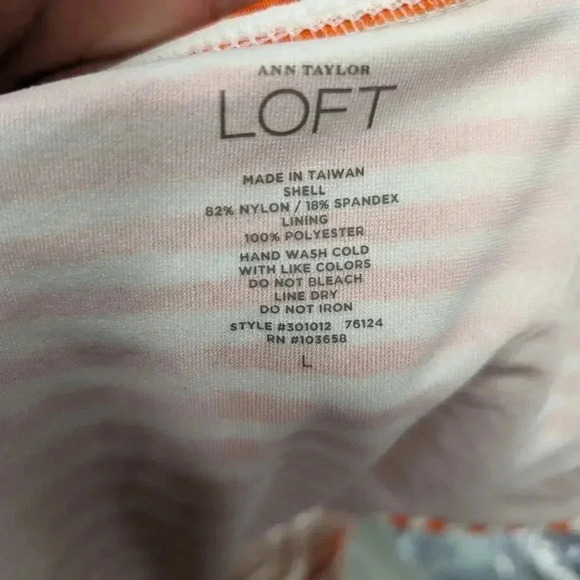 ANN TAYLOR
LOFT
MADE IN TAIWAN
SHELL
82% NYLON / 18% SPANDEX
LINING
100% POLYESTER
HAND WASH COLD
WITH LIKE COLORS
DO NOT BLEACH
LINE DRY
DO NOT IRON
STYLE #301012 76124
RN #103658
L